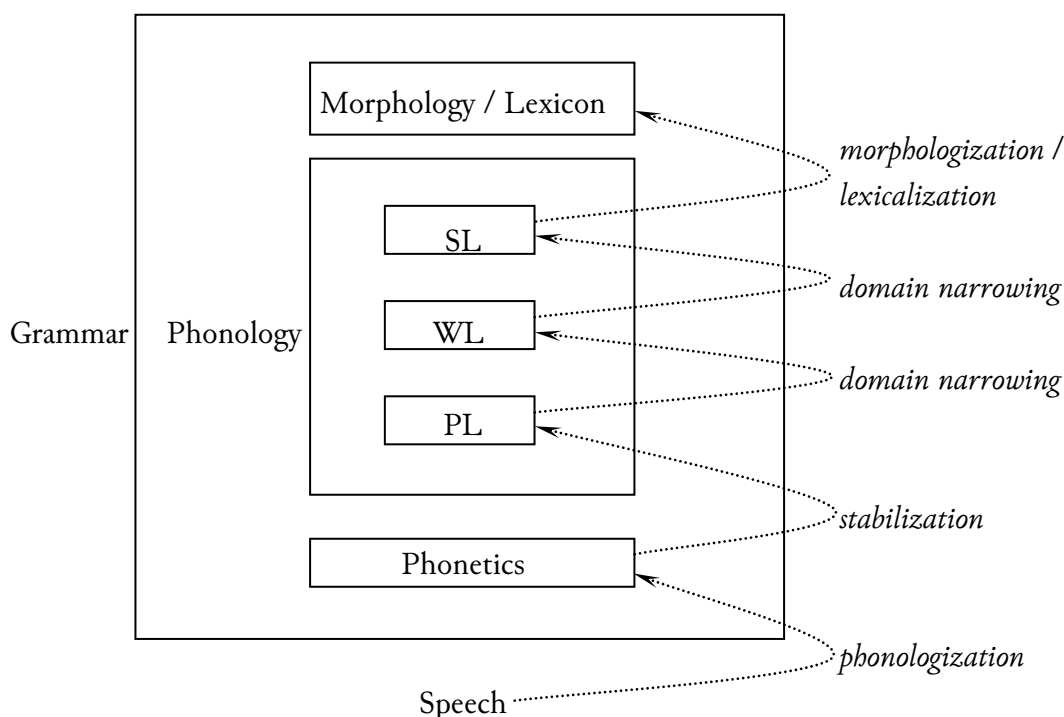 Morphology / Lexicon
morphologization /
lexicalization
SL
domain narrowing
Grammar
Phonology
WL
domain narrowing
PL
stabilization
Phonetics
phonologization
Speech